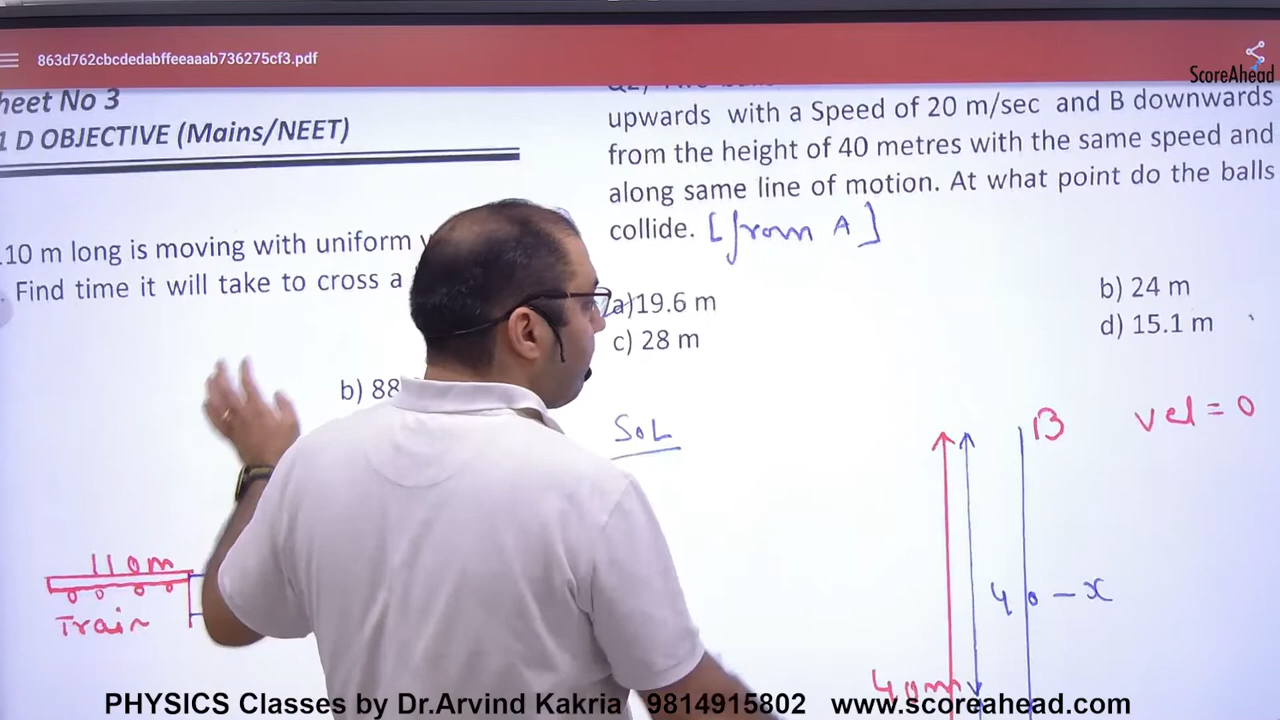 863d762cbcdedabffeeaaab736275cf3.pdf
ScoreAhead
heet No 3
1 D OBJECTIVE (Mains/NEET)
10 m long is moving with uniform
. Find time it will take to cross a
b) 88
110m
Train
upwards with a Speed of 20 m/sec and B downwards
from the height of 40 metres with the same speed and
along same line of motion. At what point do the balls
collide. [from A]
a) 19.6 m
b) 24 m
c) 28 m
d) 15.1 m
SOL
B
vel = 0
40 - x
40m
PHYSICS Classes by Dr.Arvind Kakria 9814915802 www.scoreahead.com